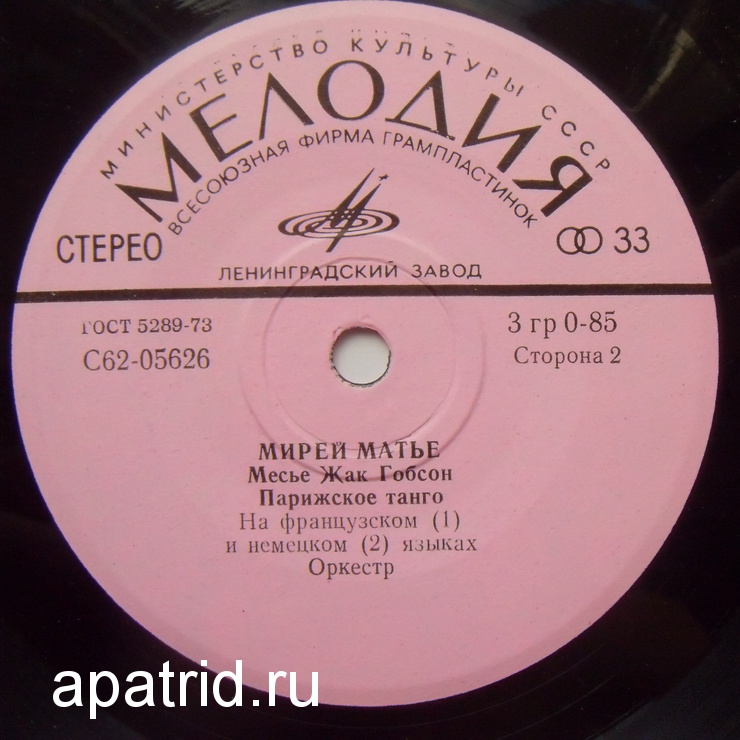 МИНИСТЕРСТВО КУЛЬТУРЫ СССР
МЕЛОДИЯ
ВСЕСОЮЗНАЯ ФИРМА ГРАМПЛАСТИНОК
СТЕРЕО
33
ЛЕНИНГРАДСКИЙ ЗАВОД
ГОСТ 5289-73
3 гр 0-85
С62-05626
Сторона 2
МИРЕЙ МАТЬЕ
Месье Жак Гобсон
Парижское танго
На французском (1)
и немецком (2) языках
Оркестр
apatrid.ru